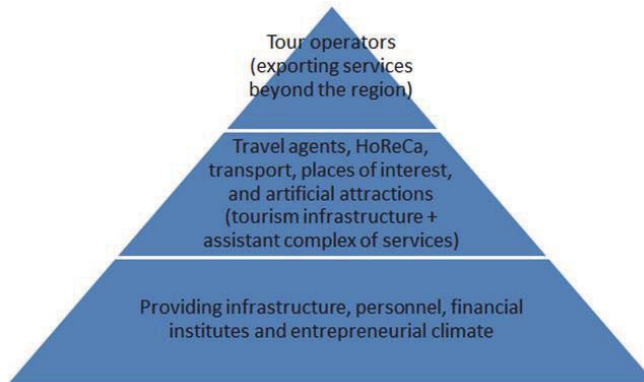 Tour operators
(exporting services
beyond the region)
Travel agents, HoReCa,
transport, places of interest,
and artificial attractions
(tourism infrastructure +
assistant complex of services)
Providing infrastructure, personnel, financial
institutes and entrepreneurial climate